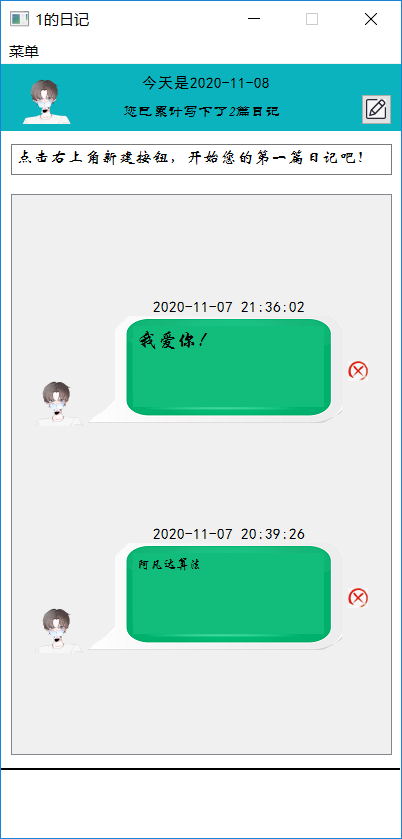 1的日记
菜单
今天是2020-11-08
您已累计写下了2篇日记
点击右上角新建按钮，开始您的第一篇日记吧！
2020-11-07 21:36:02
我爱你！
2020-11-07 20:39:26
阿凡达算法